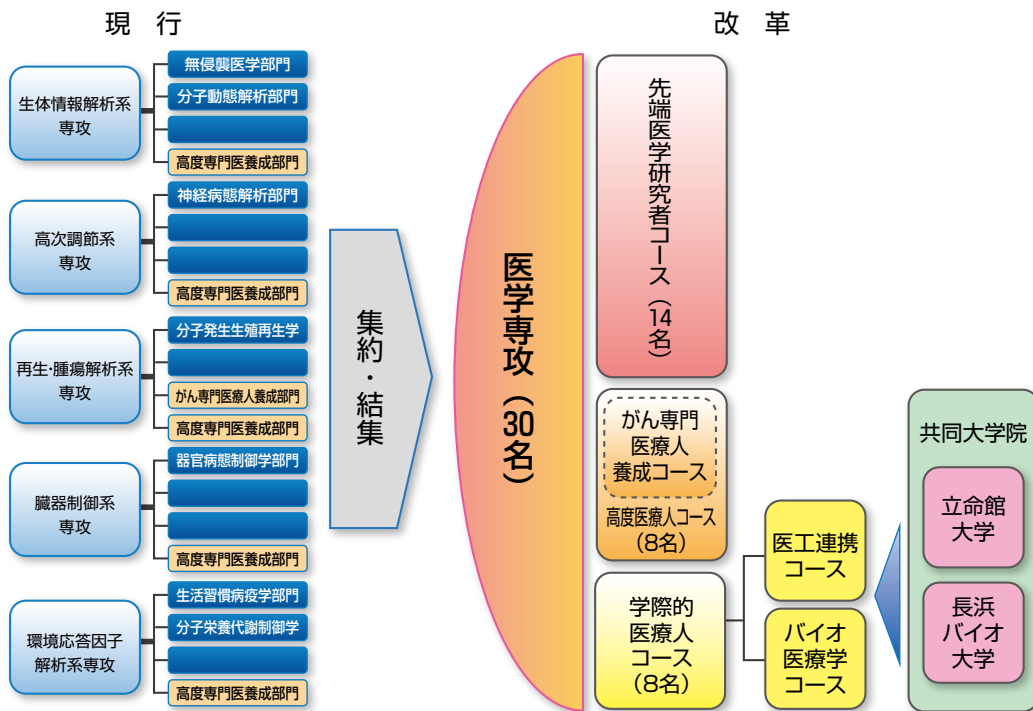 現 行
生体情報解析系
専攻
無侵襲医学部門
分子動態解析部門
高度専門医養成部門
高次調節系
専攻
神経病態解析部門
高度専門医養成部門
再生・腫瘍解析系
専攻
分子発生生殖再生学
がん専門医療人養成部門
高度専門医養成部門
臓器制御系
専攻
器官病態制御学部門
高度専門医養成部門
環境応答因子
解析系専攻
生活習慣病疫学部門
分子栄養代謝制御学
高度専門医養成部門
集約・結集
改 革
医学専攻（30名）
先端医学研究者コース（14名）
がん専門
医療人
養成コース
高度医療人コース
（8名）
学際的
医療人
コース
（8名）
医工連携
コース
バイオ
医療学
コース
共同大学院
立命館
大学
長浜
バイオ
大学